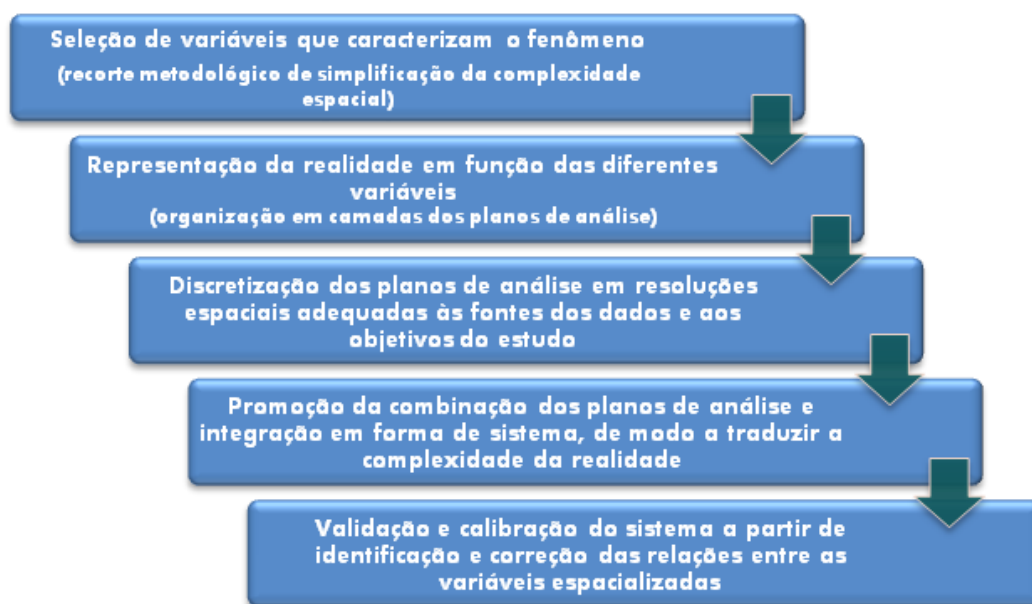 Seleção de variáveis que caracterizam o fenômeno
(recorte metodológico de simplificação da complexidade
espacial)
Representação da realidade em função das diferentes
variáveis
(organização em camadas dos planos de análise)
Discretização dos planos de análise em resoluções
espaciais adequadas às fontes dos dados e aos
objetivos do estudo
Promoção da combinação dos planos de análise e
integração em forma de sistema, de modo a traduzir a
complexidade da realidade
Validação e calibração do sistema a partir de
identificação e correção das relações entre as
variáveis espacializadas